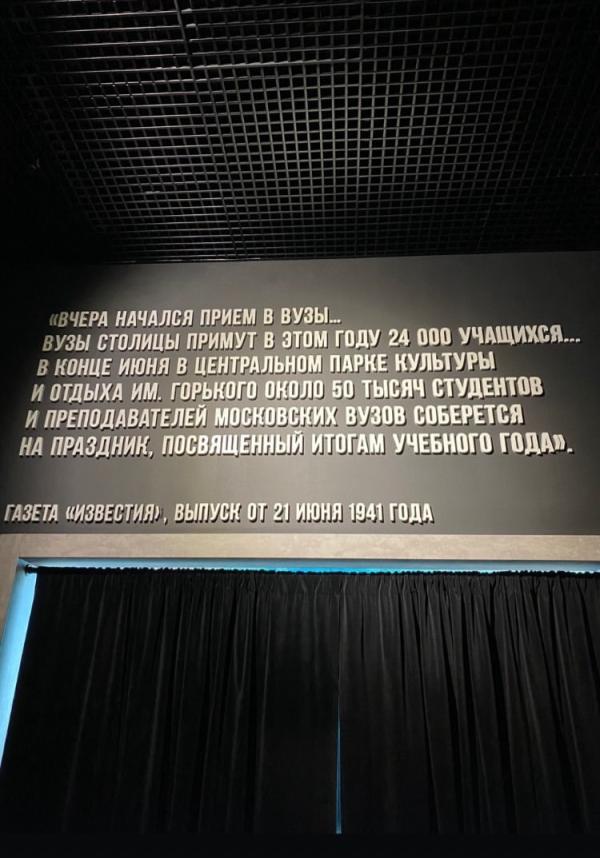 «ВЧЕРА НАЧАЛСЯ ПРИЕМ В ВУЗЫ...
ВУЗЫ СТОЛИЦЫ ПРИМУТ В ЭТОМ ГОДУ 24 000 УЧАЩИХСЯ...
В КОНЦЕ ИЮНЯ В ЦЕНТРАЛЬНОМ ПАРКЕ КУЛЬТУРЫ
И ОТДЫХА ИМ. ГОРЬКОГО ОКОЛО 50 ТЫСЯЧ СТУДЕНТОВ
И ПРЕПОДАВАТЕЛЕЙ МОСКОВСКИХ ВУЗОВ СОБЕРЕТСЯ
НА ПРАЗДНИК, ПОСВЯЩЕННЫЙ ИТОГАМ УЧЕБНОГО ГОДА».
ГАЗЕТА «ИЗВЕСТИЯ», ВЫПУСК ОТ 21 ИЮНЯ 1941 ГОДА